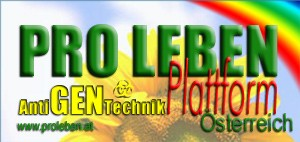 PRO LEBEN
Plattform
AntiGENTechnik
www.proleben.at
Österreich